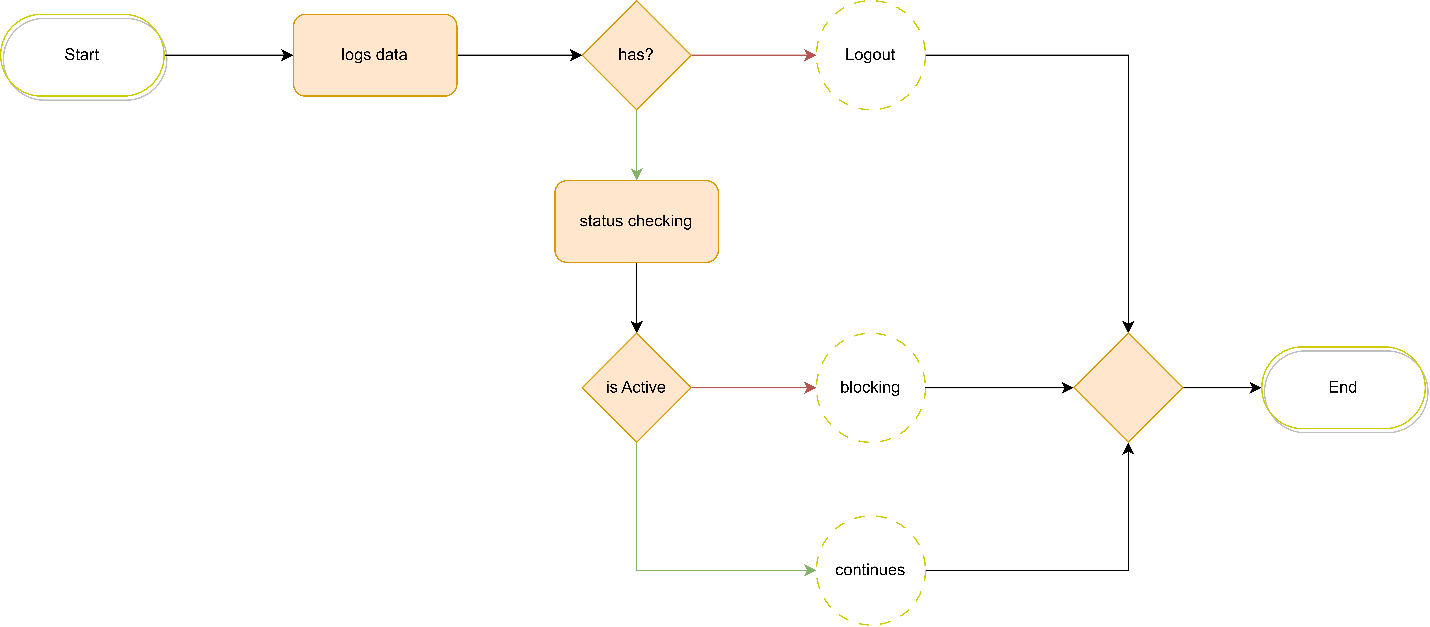 Start
logs data
has?
Logout
status checking
is Active
blocking
End
continues